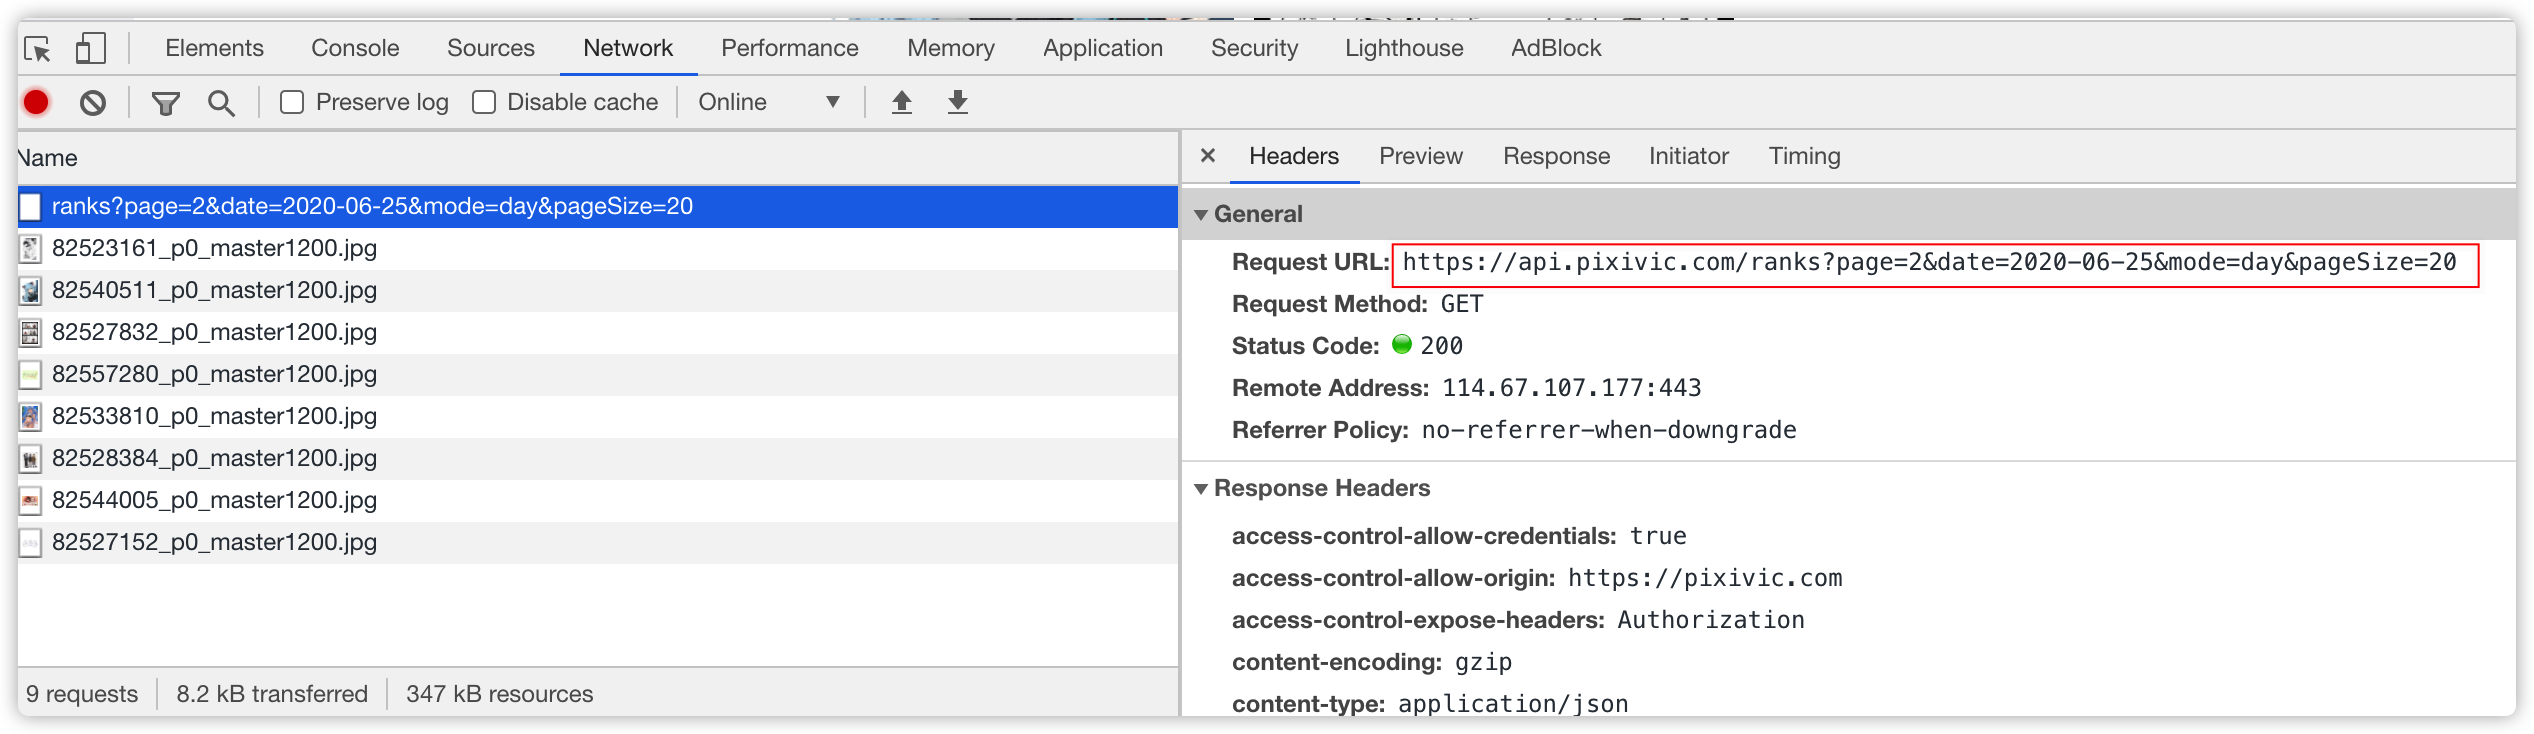 Elements Console Sources Network Performance Memory Application Security Lighthouse AdBlock
Preserve log Disable cache Online
Name
Headers Preview Response Initiator Timing
ranks?page=2&date=2020-06-25&mode=day&pageSize=20
82523161_p0_master1200.jpg
82540511_p0_master1200.jpg
82527832_p0_master1200.jpg
82557280_p0_master1200.jpg
82533810_p0_master1200.jpg
82528384_p0_master1200.jpg
82544005_p0_master1200.jpg
82527152_p0_master1200.jpg
9 requests 8.2 kB transferred 347 kB resources
General
Request URL: https://api.pixivic.com/ranks?page=2&date=2020-06-25&mode=day&pageSize=20
Request Method: GET
Status Code: 200
Remote Address: 114.67.107.177:443
Referrer Policy: no-referrer-when-downgrade
Response Headers
access-control-allow-credentials: true
access-control-allow-origin: https://pixivic.com
access-control-expose-headers: Authorization
content-encoding: gzip
content-type: application/json